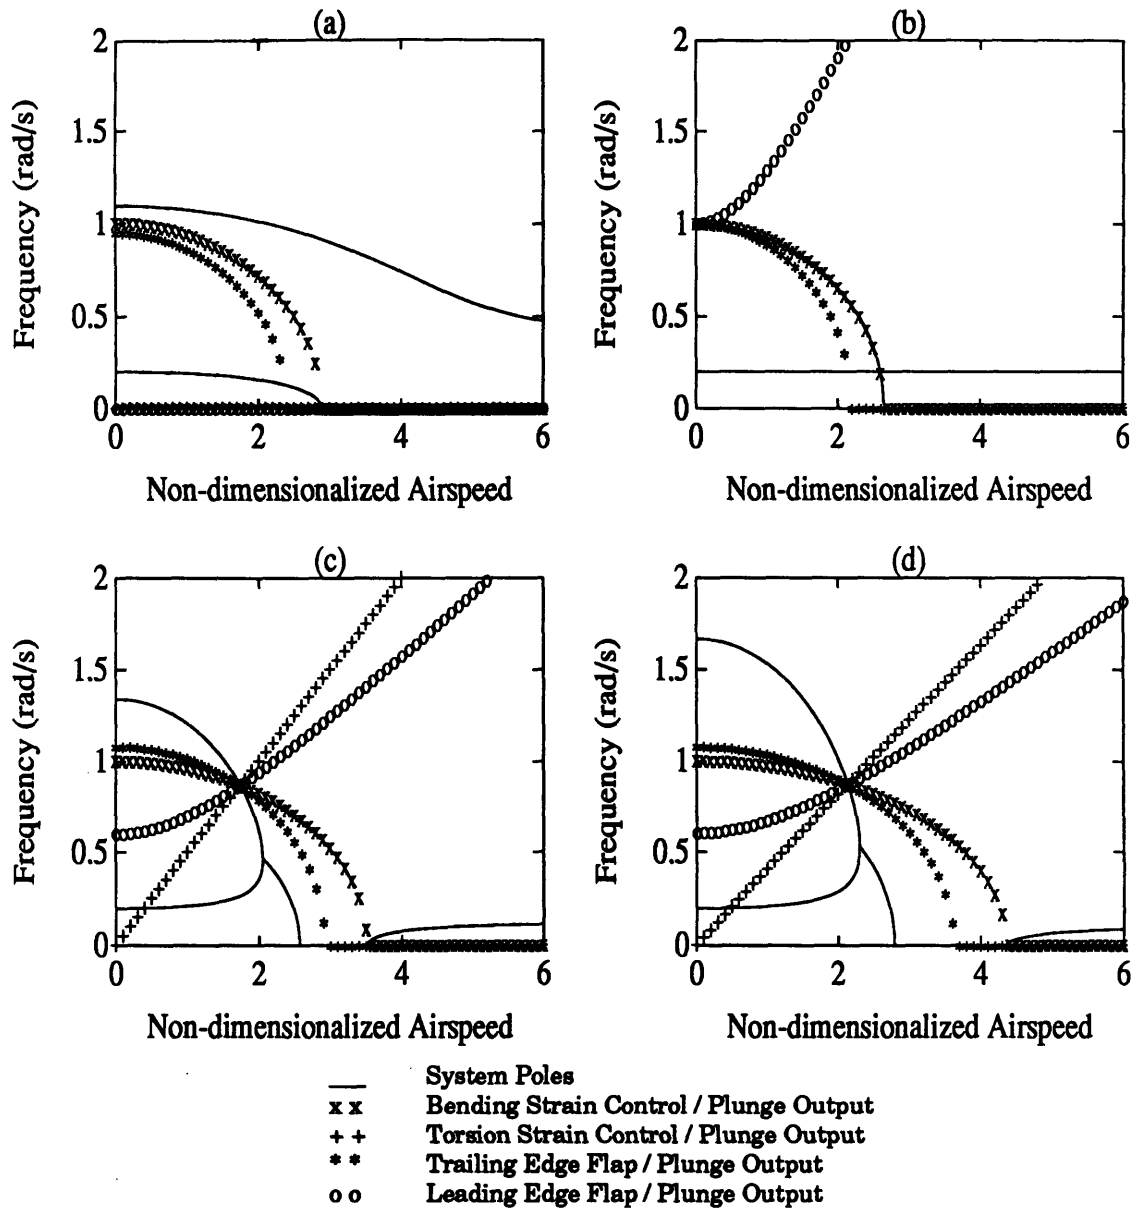 (a)
(b)
Frequency (rad/s)
2
1.5
1
0.5
0
0 2 4 6
Non-dimensionalized Airspeed
Frequency (rad/s)
2
1.5
1
0.5
0
0 2 4 6
Non-dimensionalized Airspeed
(c)
(d)
Frequency (rad/s)
2
1.5
1
0.5
0
0 2 4 6
Non-dimensionalized Airspeed
Frequency (rad/s)
2
1.5
1
0.5
0
0 2 4 6
Non-dimensionalized Airspeed
System Poles
x x Bending Strain Control / Plunge Output
+ + Torsion Strain Control / Plunge Output
* * Trailing Edge Flap / Plunge Output
o o Leading Edge Flap / Plunge Output